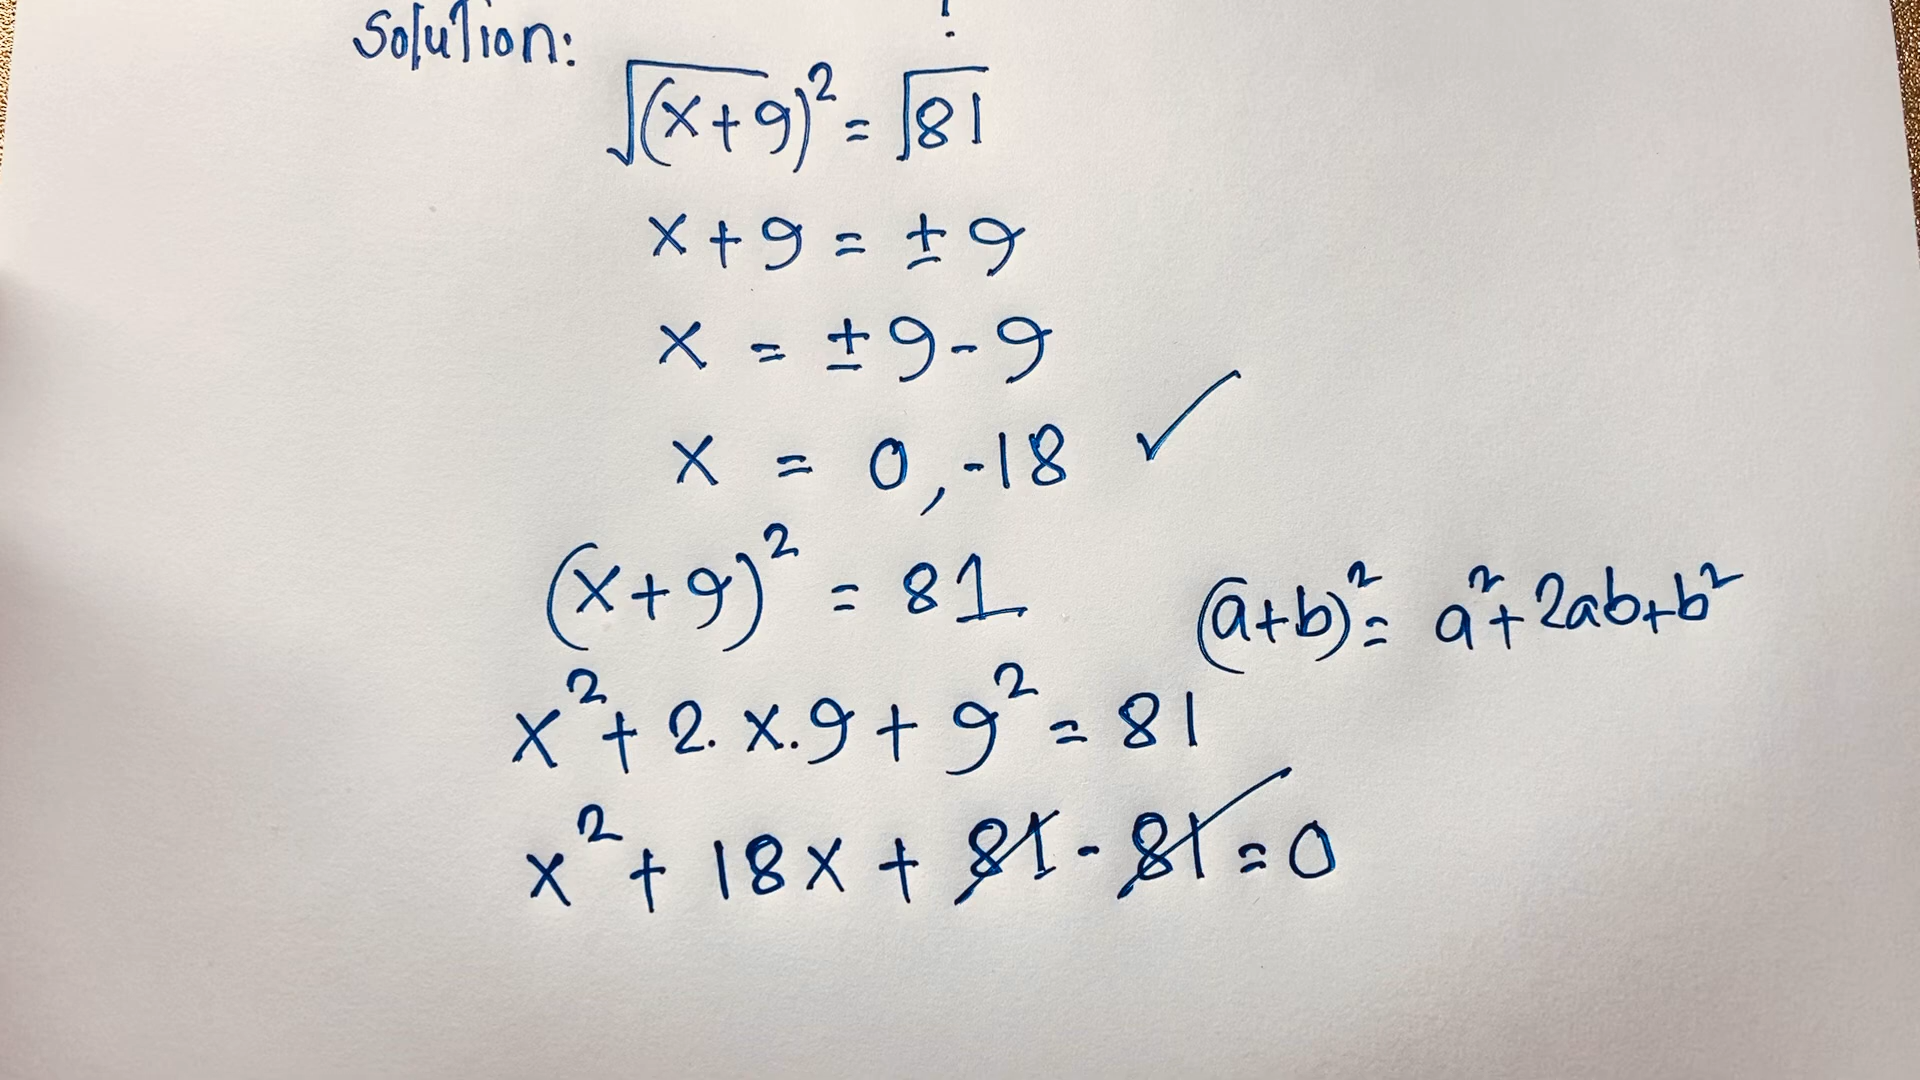 Solution:
√(x+9)² = √81
x+9 = ±9
x = ±9-9
x = 0, -18 ✓
(x+9)² = 81
(a+b)² = a²+2ab+b²
x²+2.x.9+9² = 81
x²+18x+81-81=0